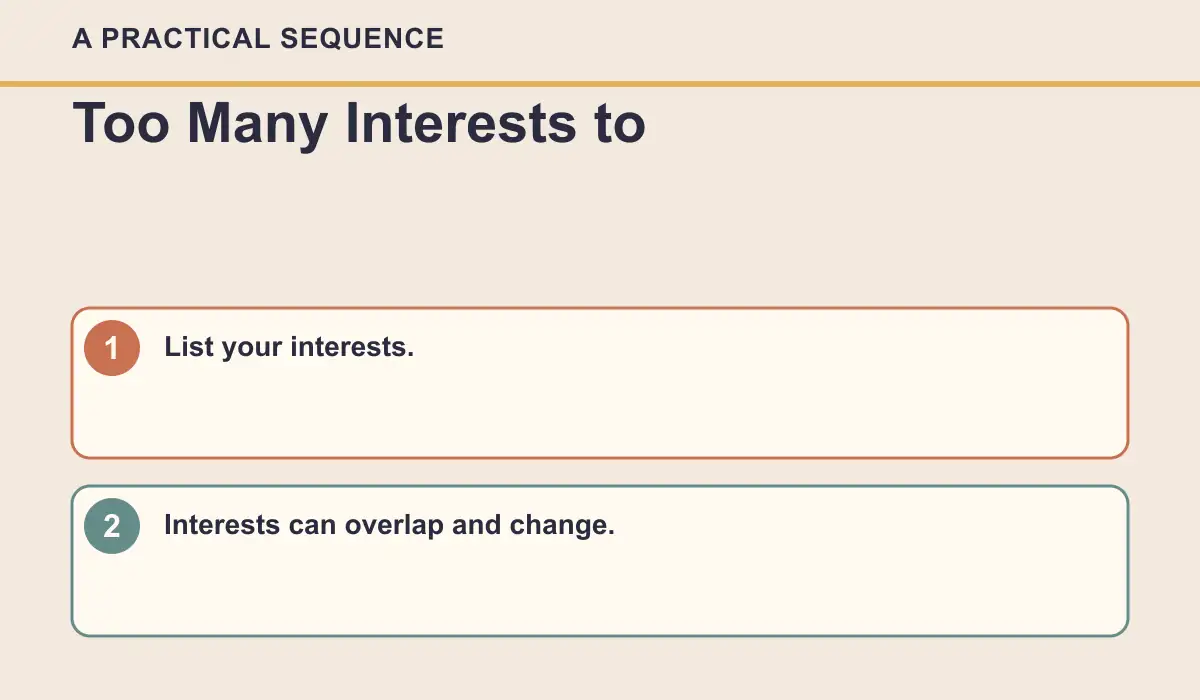 A PRACTICAL SEQUENCE
Too Many Interests to
1
List your interests.
2
Interests can overlap and change.